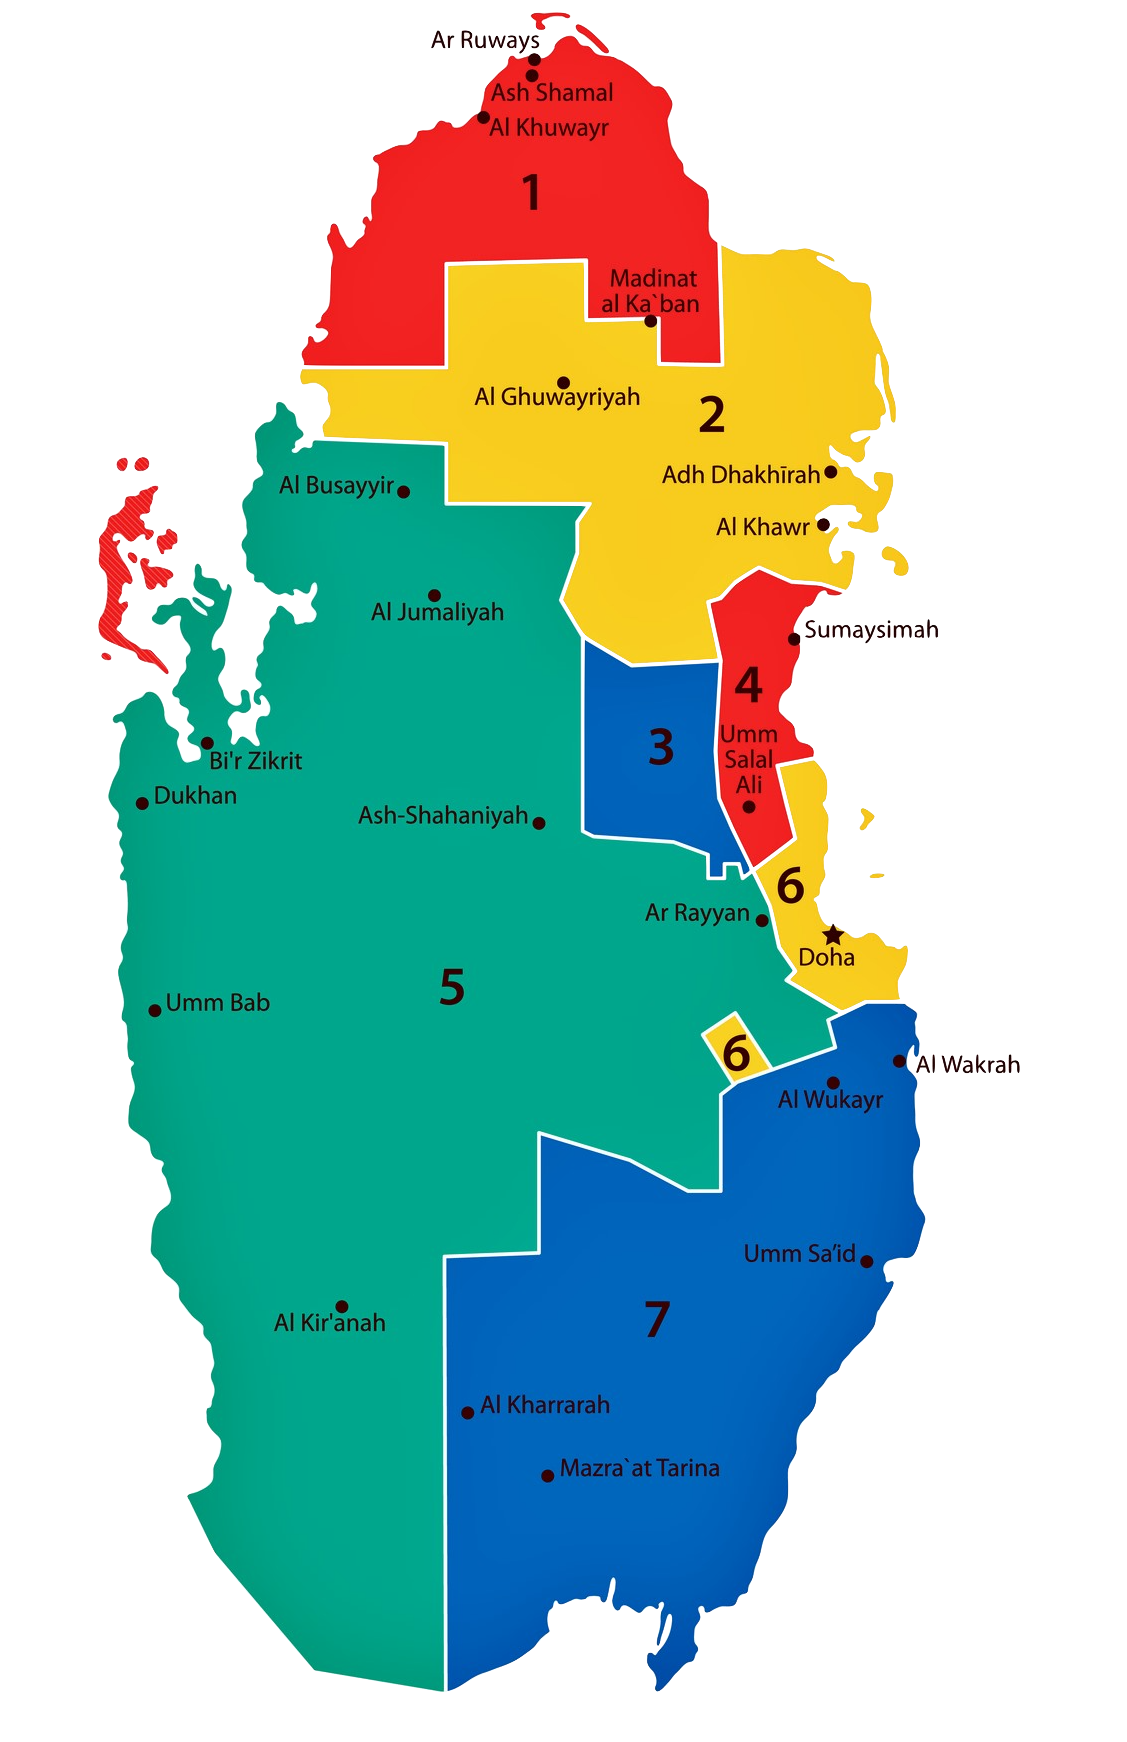 Ar Ruways
Ash Shamal
Al Khuwayr
1
Madinat
al Ka`ban
Al Ghuwayriyah
2
Adh Dhakhīrah
Al Busayyir
Al Khawr
Al Jumaliyah
Sumaysimah
4
Umm
Salal
Ali
3
Bi'r Zikrit
Dukhan
Ash-Shahaniyah
6
Ar Rayyan
Doha
5
Umm Bab
6
Al Wakrah
Al Wukayr
Umm Sa’id
7
Al Kir'anah
Al Kharrarah
Mazra`at Tarina